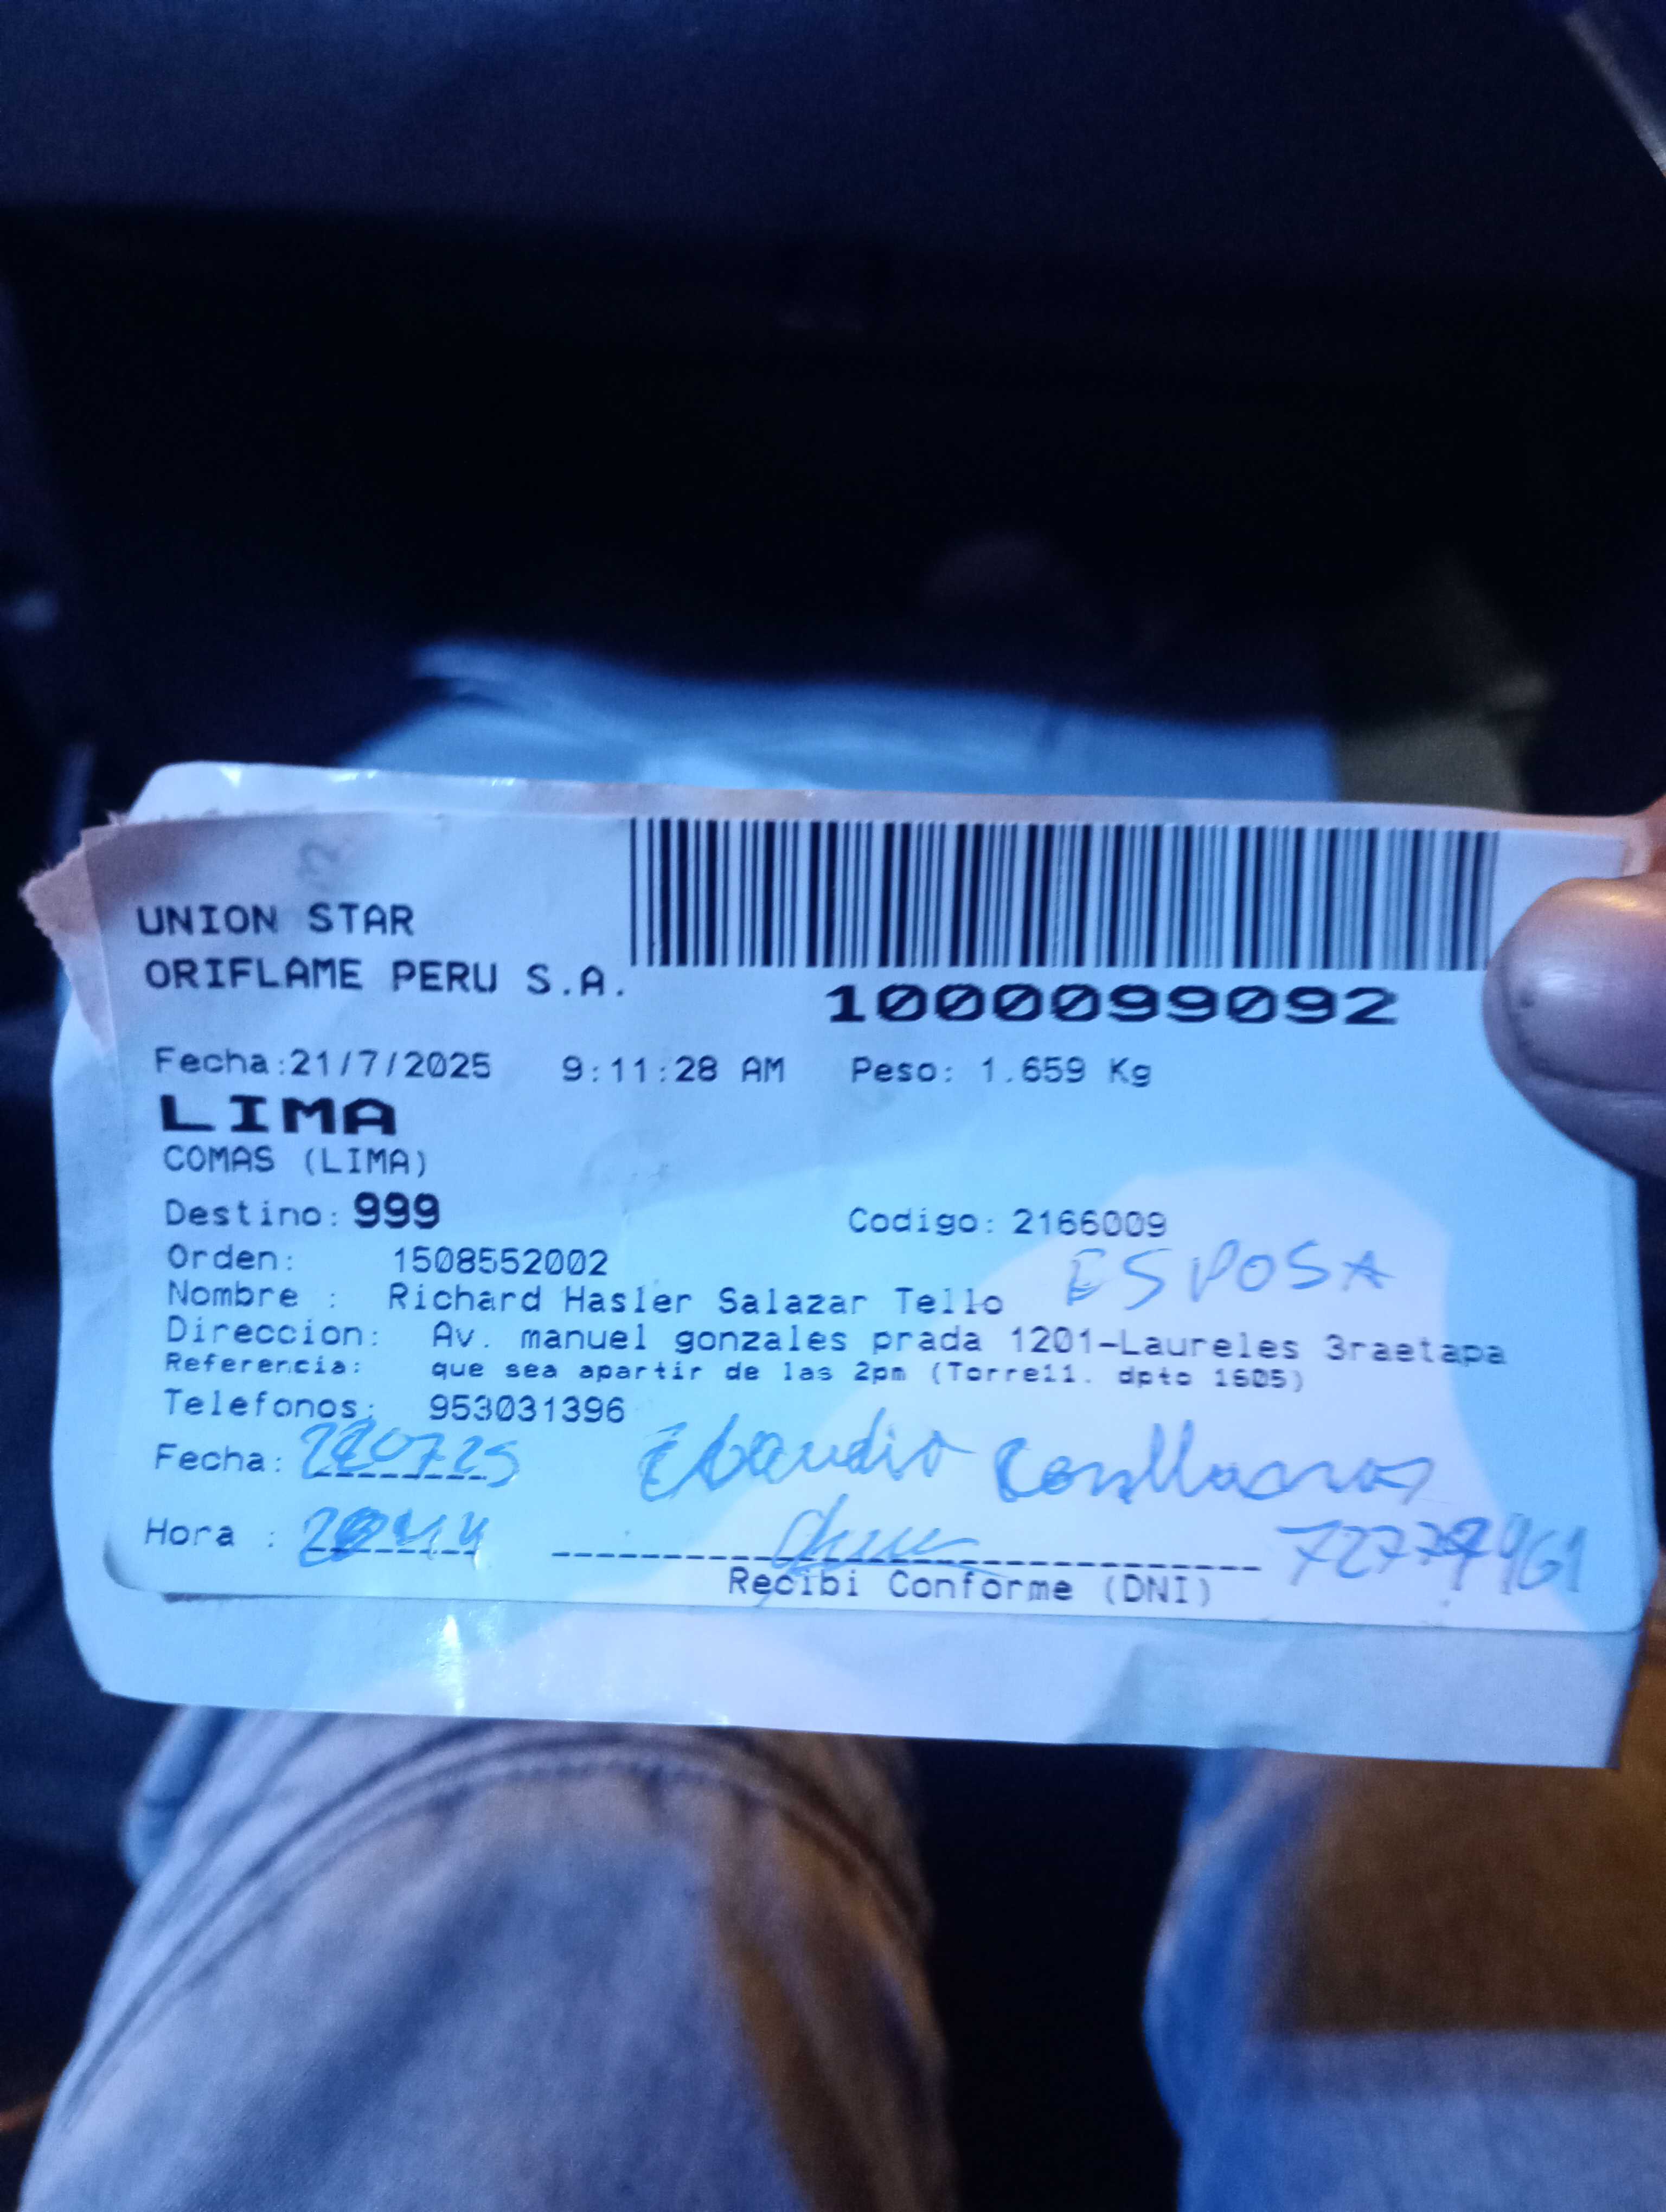 UNION STAR
ORIFLAME PERU S.A.
1000099092
Fecha:21/7/2025 9:11:28 AM Peso: 1.659 Kg
LIMA
COMAS (LIMA)
Destino: 999 Codigo: 2166009
Orden: 1508552002
ESPOSA
Nombre : Richard Hasler Salazar Tello
Direccion: Av. manuel gonzales prada 1201-Laureles 3raetapa
Referencia: que sea apartir de las 2pm (Torre11. dpto 1605)
Telefonos: 953031396
Fecha:
Hora :
Recibi Conforme (DNI)